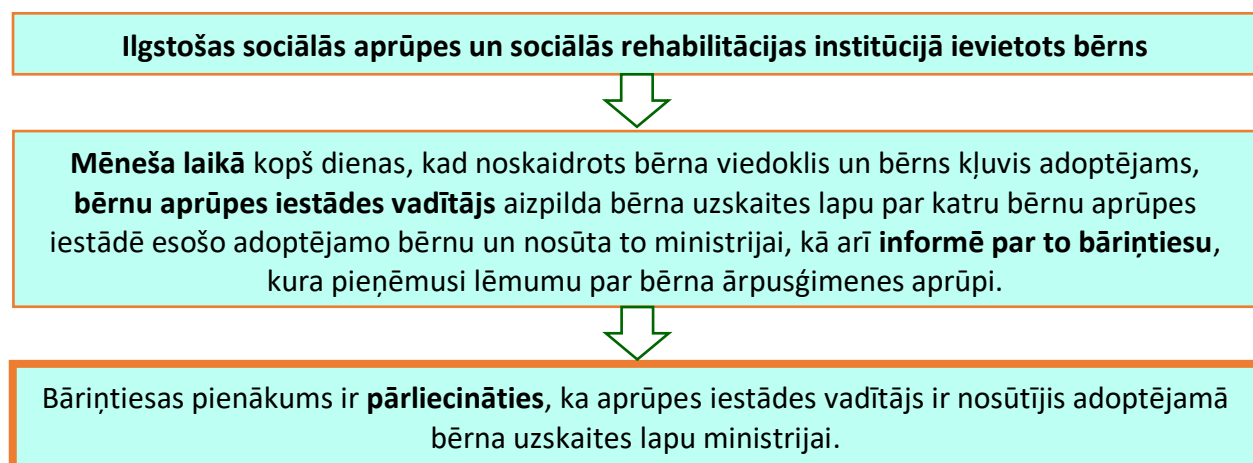 Ilgstošas sociālās aprūpes un sociālās rehabilitācijas institūcijā ievietots bērns
Mēneša laikā kopš dienas, kad noskaidrots bērna viedoklis un bērns kļuvis adoptējams,
bērnu aprūpes iestādes vadītājs aizpilda bērna uzskaites lapu par katru bērnu aprūpes
iestādē esošo adoptējamo bērnu un nosūta to ministrijai, kā arī informē par to bāriņtiesu,
kura pieņēmusi lēmumu par bērna ārpusģimenes aprūpi.
Bāriņtiesas pienākums ir pārliecināties, ka aprūpes iestādes vadītājs ir nosūtījis adoptējamā
bērna uzskaites lapu ministrijai.